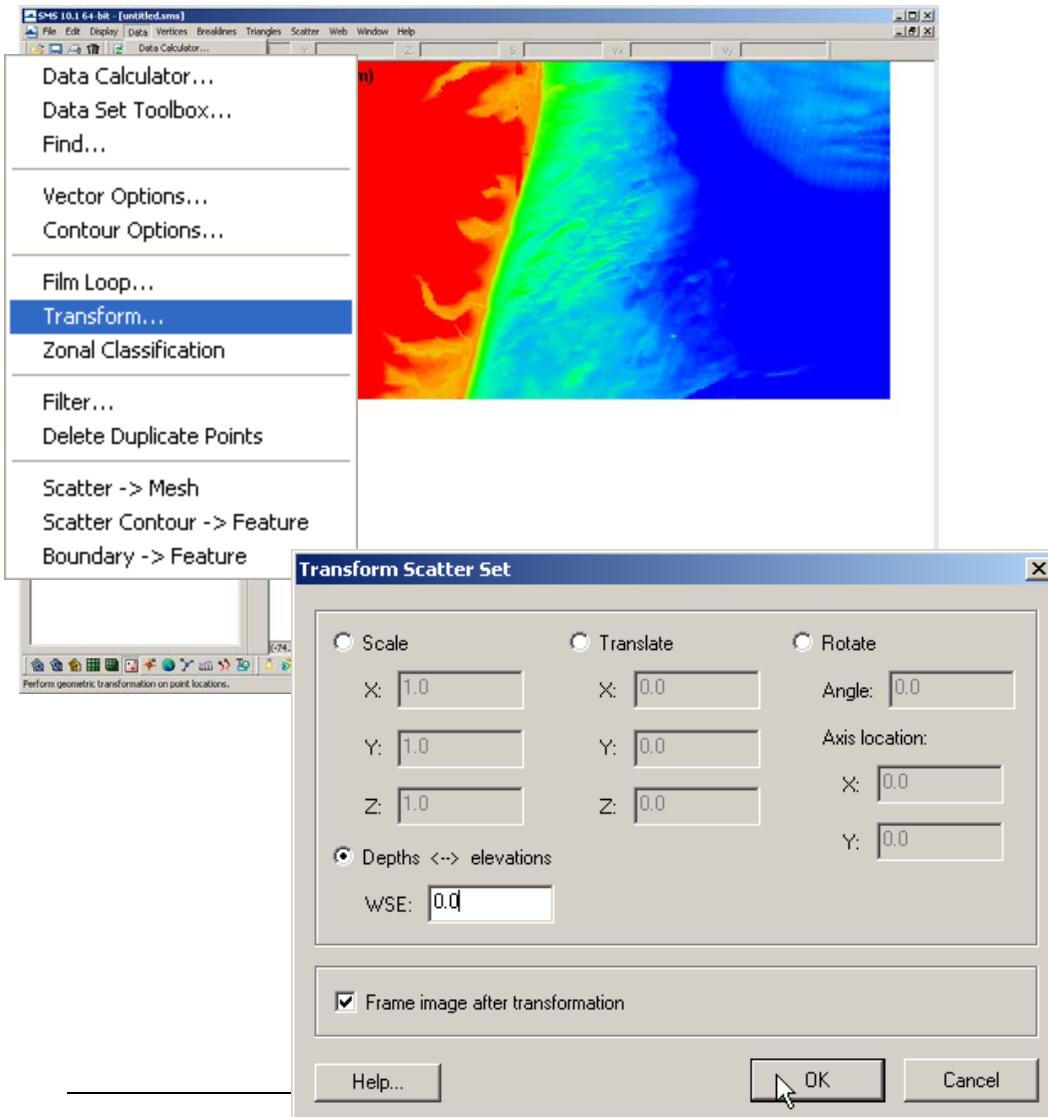 SMS 10.1 64-bit - [untitled.sms]
File Edit Display Data Vertices Breaklines Triangles Scatter Web Window Help
Data Calculator... Y Z S: Vx Vy
Data Calculator...
Data Set Toolbox...
Find...
Vector Options...
Contour Options...
Film Loop...
Transform...
Zonal Classification
Filter...
Delete Duplicate Points
Scatter -> Mesh
Scatter Contour -> Feature
Boundary -> Feature
m)
(-74.
Perform geometric transformation on point locations.
Transform Scatter Set
Scale
X: 1.0
Y: 1.0
Z: 1.0
Translate
X: 0.0
Y: 0.0
Z: 0.0
Rotate
Angle: 0.0
Axis location:
X: 0.0
Y: 0.0
Depths <--> elevations
WSE: 0.0
Frame image after transformation
Help...
OK
Cancel